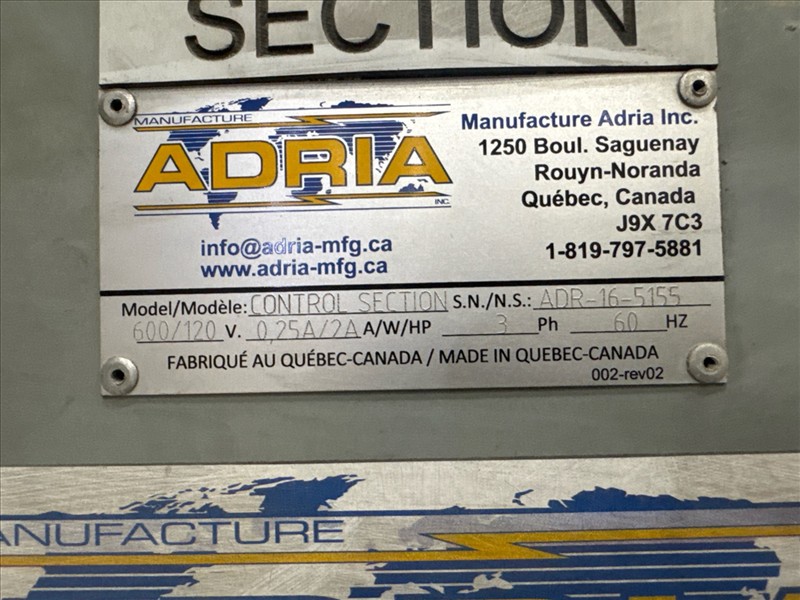 SECTION
MANUFACTURE
ADRIA
INC.
info@adria-mfg.ca
www.adria-mfg.ca
Manufacture Adria Inc.
1250 Boul. Saguenay
Rouyn-Noranda
Québec, Canada
J9X 7C3
1-819-797-5881
Model/Modèle: CONTROL SECTION S.N./N.S.: ADR-16-5155
600/120 V. 0,25A/2A A/W/HP 3 Ph 60 HZ
FABRIQUÉ AU QUÉBEC-CANADA / MADE IN QUEBEC-CANADA
002-rev02
ANUFACTURE